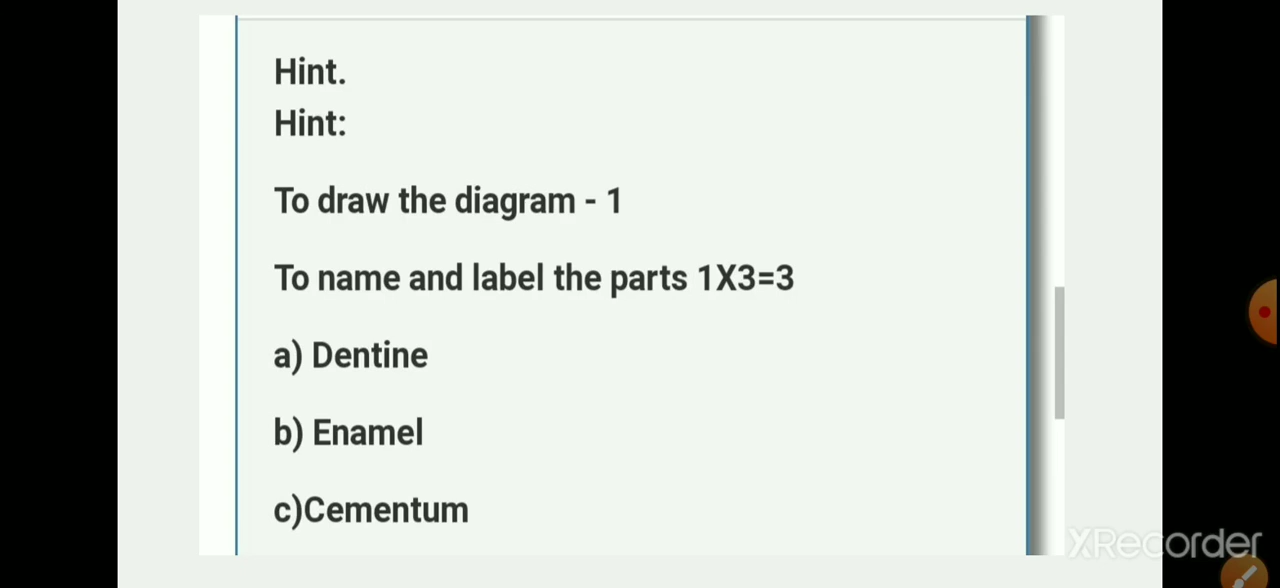 Hint.
Hint:
To draw the diagram - 1
To name and label the parts 1X3=3
a) Dentine
b) Enamel
c)Cementum
XRecorder